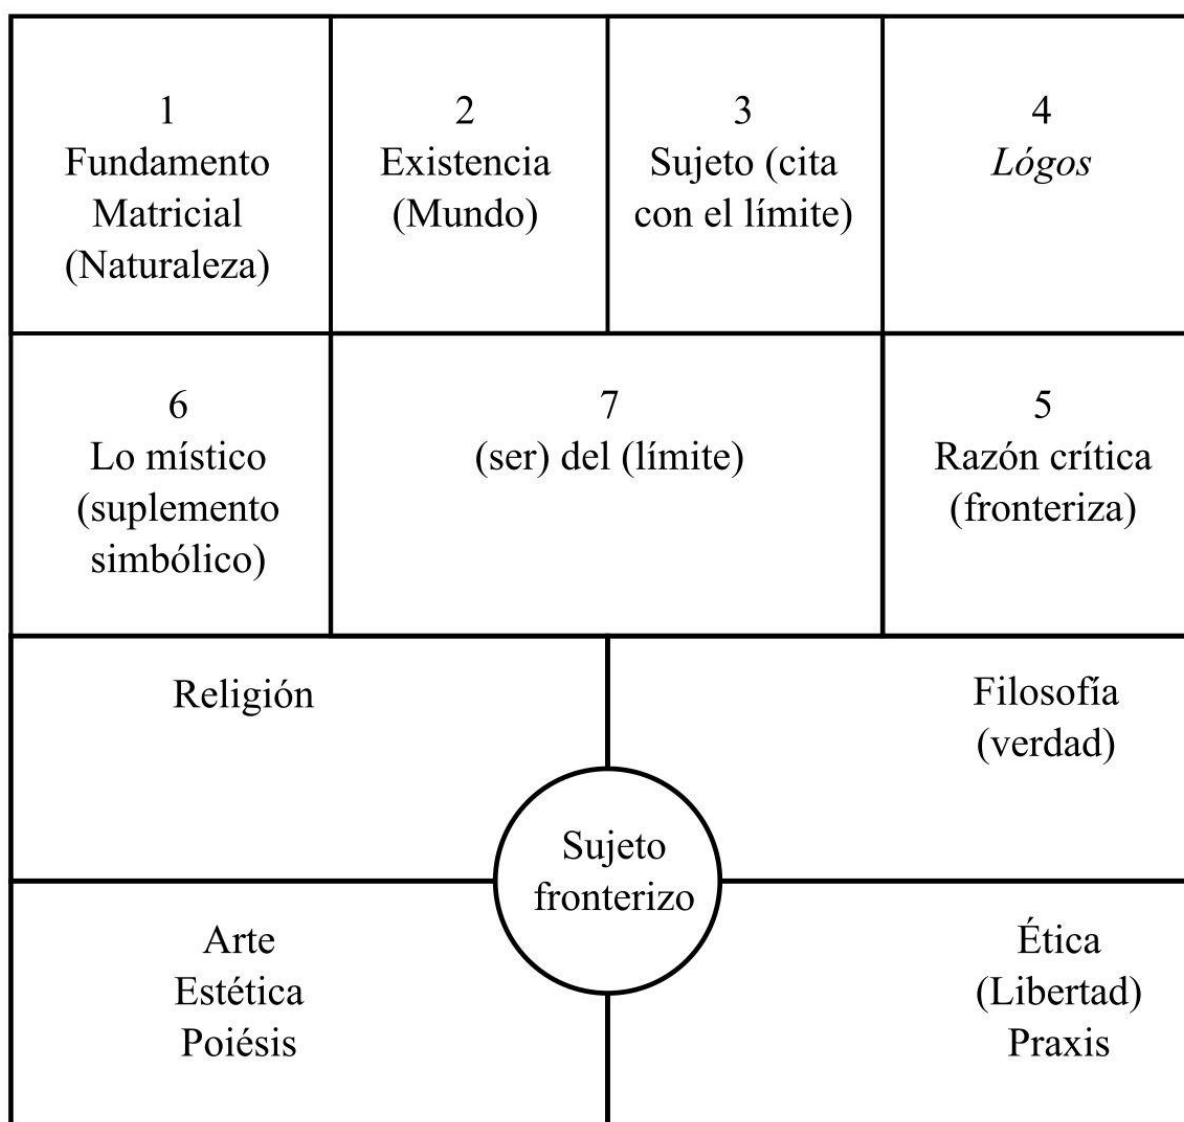 1
Fundamento
Matricial
(Naturaleza)
2
Existencia
(Mundo)
3
Sujeto (cita
con el límite)
4
Lógos
6
Lo místico
(suplemento
simbólico)
7
(ser) del (límite)
5
Razón crítica
(fronteriza)
Religión
Filosofía
(verdad)
Sujeto
fronterizo
Arte
Estética
Poiésis
Ética
(Libertad)
Praxis